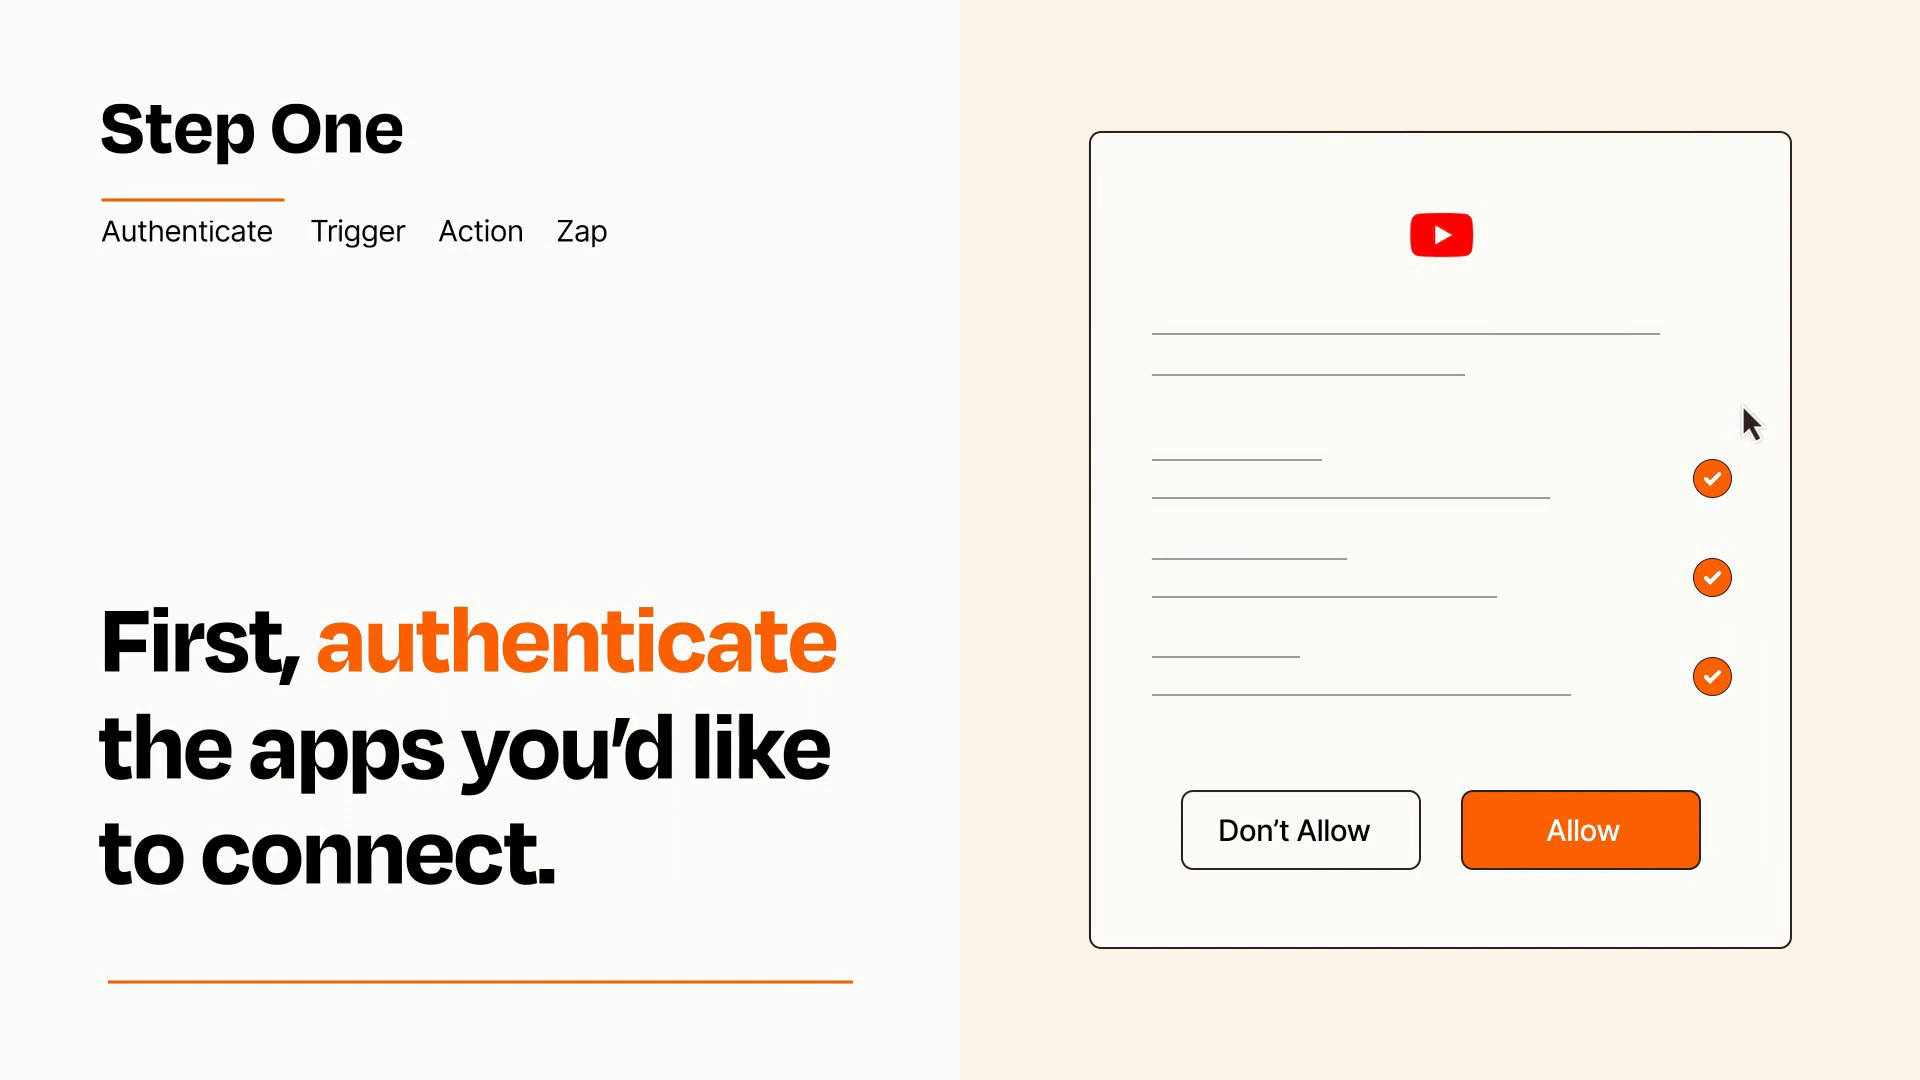 Step One
Authenticate Trigger Action Zap
First, authenticate
the apps you’d like
to connect.
Don’t Allow
Allow